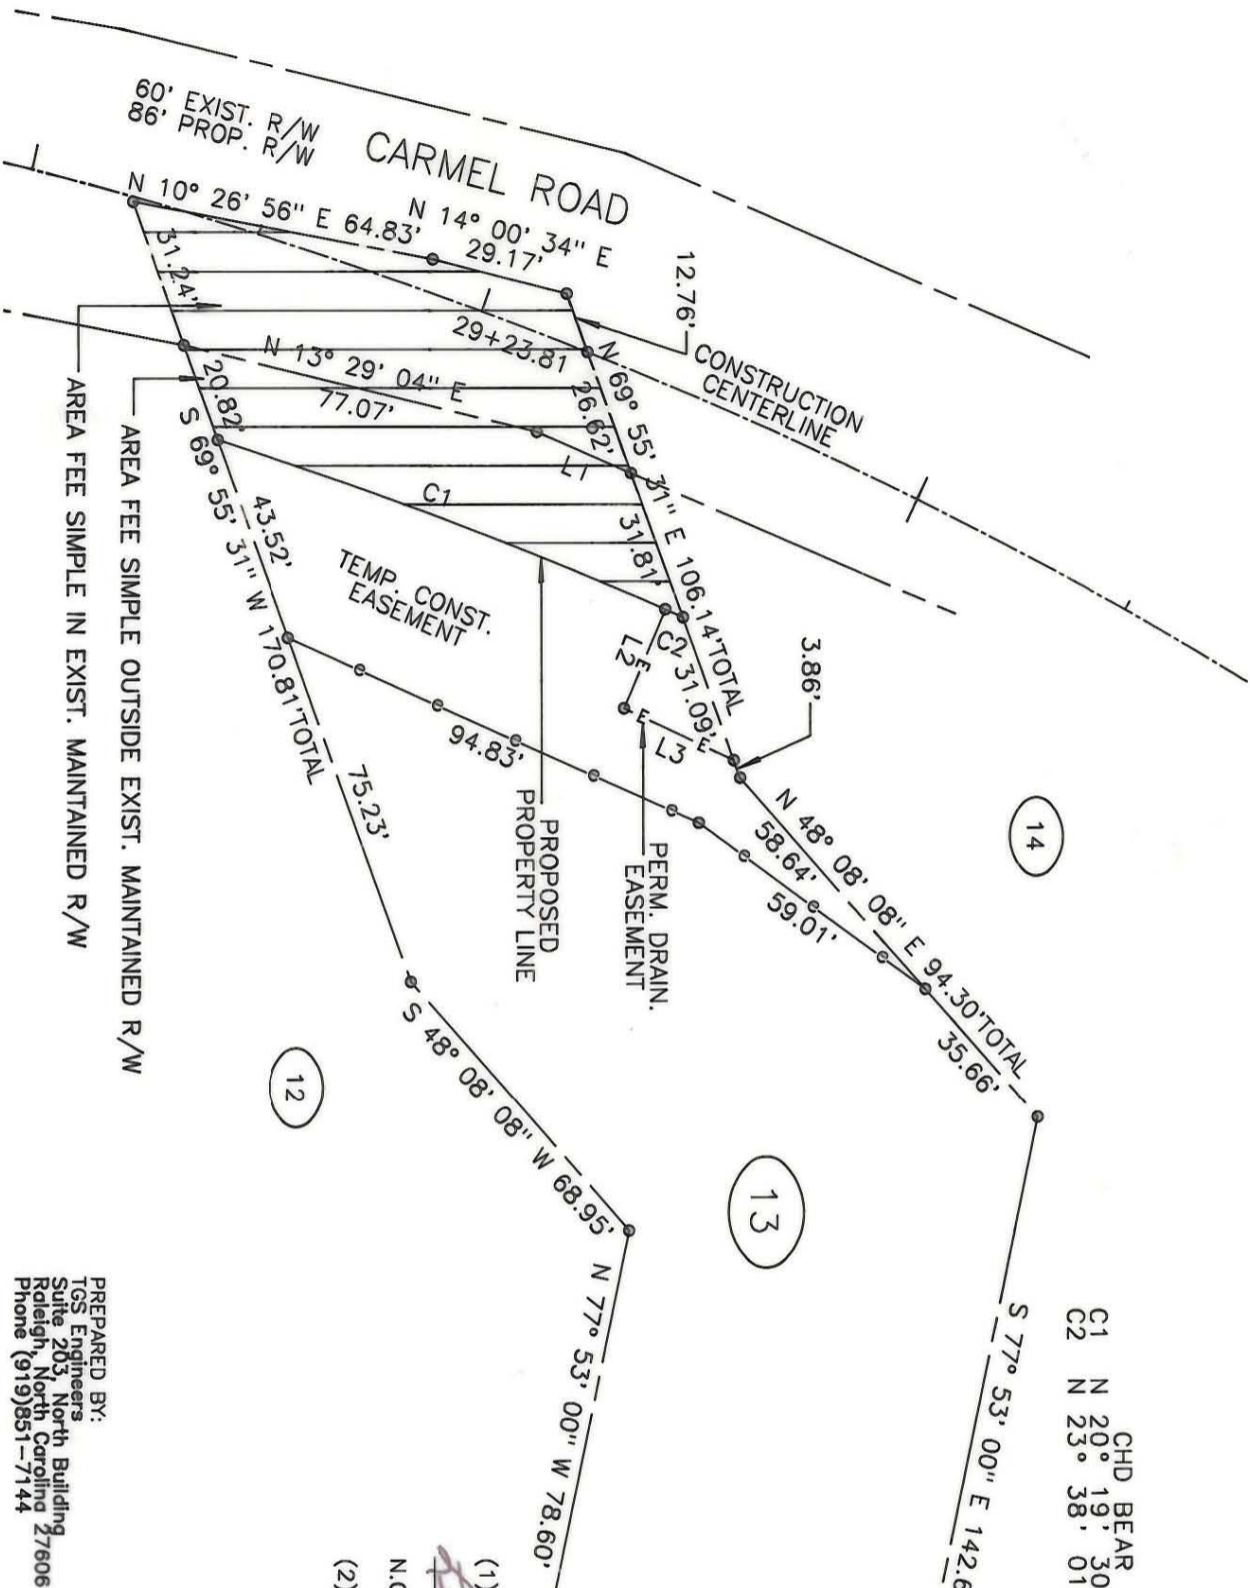 60' EXIST. R/W
86' PROP. R/W
CARMEL ROAD
N 10° 26' 56" E 64.83'
N 14° 00' 34" E
29.17'
12.76'
CONSTRUCTION
CENTERLINE
29+23.81
N 69° 55' 31" E 106.14'TOTAL
26.62'
31.81'
31.09'
3.86'
31.24'
20.82'
N 13° 29' 04" E
77.07'
L1
C1
C2
L2
L3
E
E
E
S 69° 55' 31" W 170.81'TOTAL
43.52'
75.23'
TEMP. CONST.
EASEMENT
94.83'
59.01'
N 48° 08' 08" E 94.30'TOTAL
58.64'
35.66'
PROPOSED
PROPERTY LINE
PERM. DRAIN.
EASEMENT
AREA FEE SIMPLE OUTSIDE EXIST. MAINTAINED R/W
AREA FEE SIMPLE IN EXIST. MAINTAINED R/W
14
12
13
S 48° 08' 08" W 68.95'
N 77° 53' 00" W 78.60'
S 77° 53' 00" E 142.6
CHD BEAR
C1 N 20° 19' 30
C2 N 23° 38' 01
(1)
N.C
(2)
PREPARED BY:
TGS Engineers
Suite 203, North Building
Raleigh, North Carolina 27606
Phone (919)851-7144